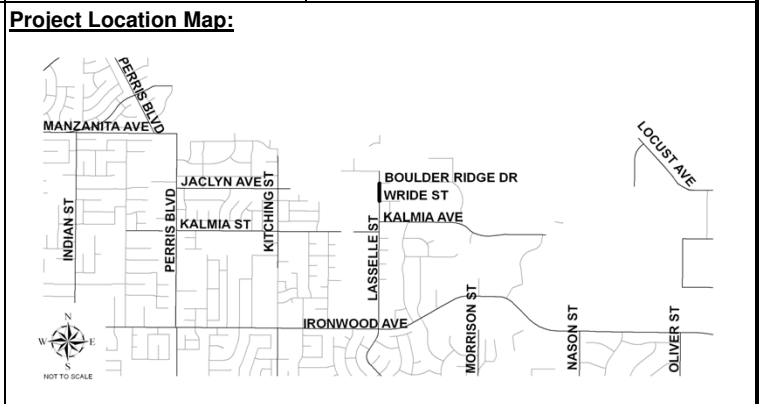 Project Location Map:
PERRIS BLVD
MANZANITA AVE
LOCUST AVE
JACLYN AVE
KITCHING ST
BOULDER RIDGE DR
WRIDE ST
INDIAN ST
PERRIS BLVD
KALMIA ST
LASSELLE ST
KALMIA AVE
IRONWOOD AVE
MORRISON ST
NASON ST
OLIVER ST
N
W E
S
NOT TO SCALE